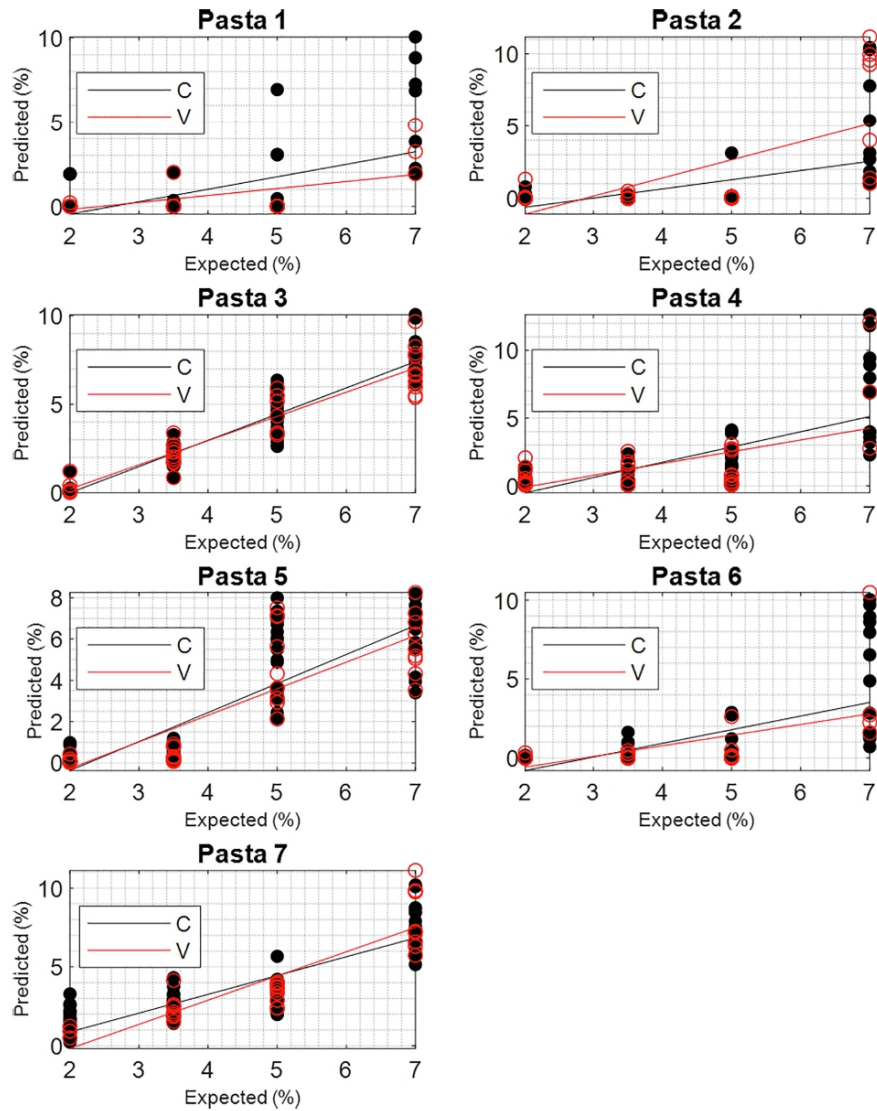 Pasta 1
10
5
0
Predicted (%)
C
V
2 3 4 5 6 7
Expected (%)
Pasta 2
10
5
0
Predicted (%)
C
V
2 3 4 5 6 7
Expected (%)
Pasta 3
10
5
0
Predicted (%)
C
V
2 3 4 5 6 7
Expected (%)
Pasta 4
10
5
0
Predicted (%)
C
V
2 3 4 5 6 7
Expected (%)
Pasta 5
8
6
4
2
0
Predicted (%)
C
V
2 3 4 5 6 7
Expected (%)
Pasta 6
10
5
0
Predicted (%)
C
V
2 3 4 5 6 7
Expected (%)
Pasta 7
10
5
0
Predicted (%)
C
V
2 3 4 5 6 7
Expected (%)